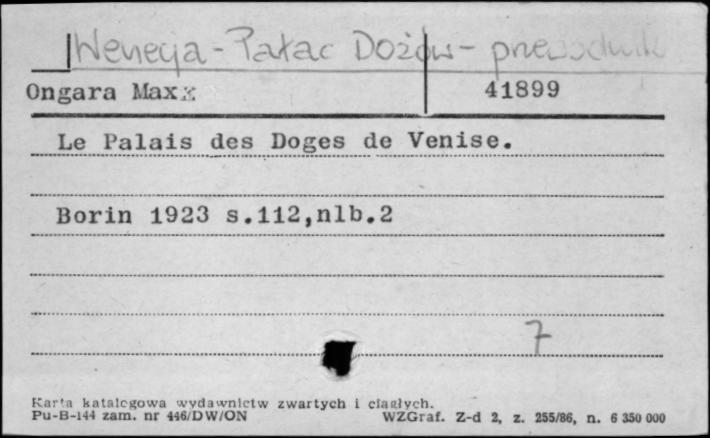 Wenecja - Pałac Dożów - przewodnik
Ongara Max
41899
Le Palais des Doges de Venise.
Borin 1923 s.112,nlb.2
7
Karta katalogowa wydawnictw zwartych i ciągłych.
Pu-B-144 zam. nr 446/DW/ON
WZGraf. Z-d 2, z. 255/86, n. 6 350 000